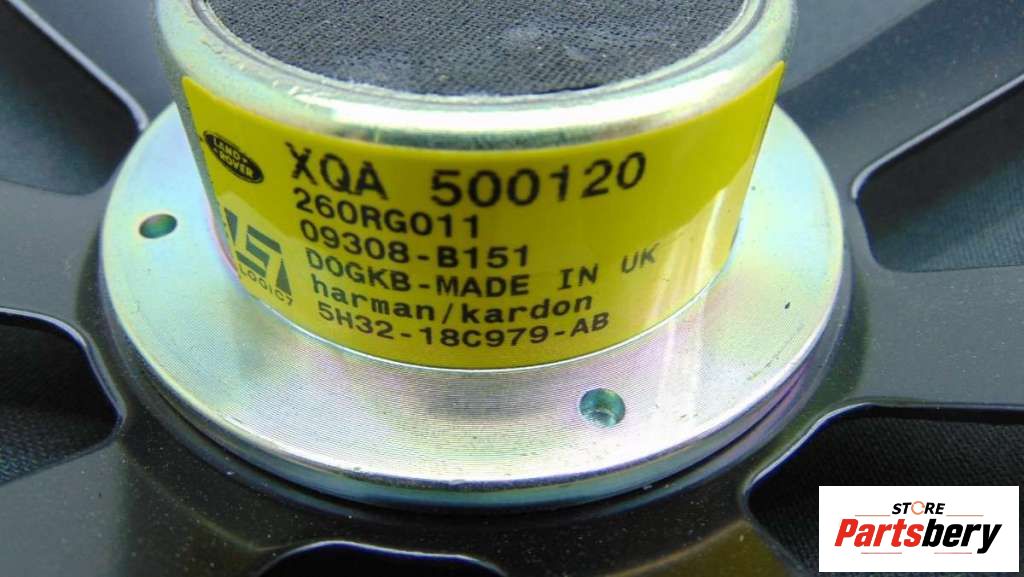 LAND-
ROVER
XQA 500120
260RG011
09308-B151
DOGKB-MADE IN UK
harman/kardon
5H32-18C979-AB
LOGIC7
STORE
Partsbery